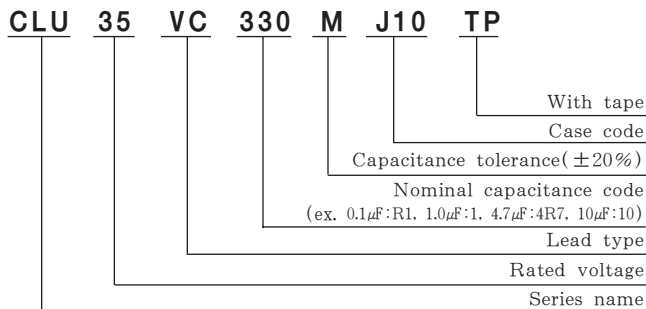 CLU 35 VC 330 M J10 TP
With tape
Case code
Capacitance tolerance(±20%)
Nominal capacitance code
(ex. 0.1µF:R1, 1.0µF:1, 4.7µF:4R7, 10µF:10)
Lead type
Rated voltage
Series name